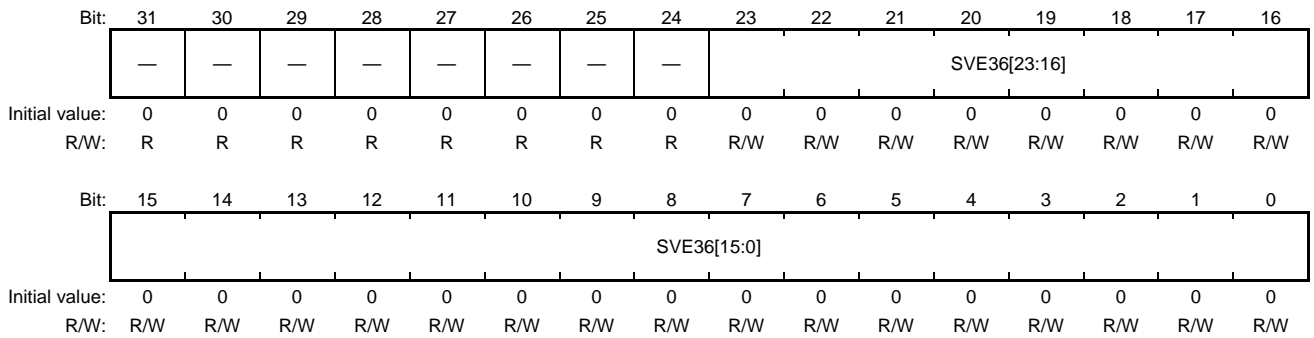 Bit: 31 30 29 28 27 26 25 24 23 22 21 20 19 18 17 16
— — — — — — — — SVE36[23:16]
Initial value: 0 0 0 0 0 0 0 0 0 0 0 0 0 0 0 0
R/W: R R R R R R R R R/W R/W R/W R/W R/W R/W R/W R/W
Bit: 15 14 13 12 11 10 9 8 7 6 5 4 3 2 1 0
SVE36[15:0]
Initial value: 0 0 0 0 0 0 0 0 0 0 0 0 0 0 0 0
R/W: R/W R/W R/W R/W R/W R/W R/W R/W R/W R/W R/W R/W R/W R/W R/W R/W